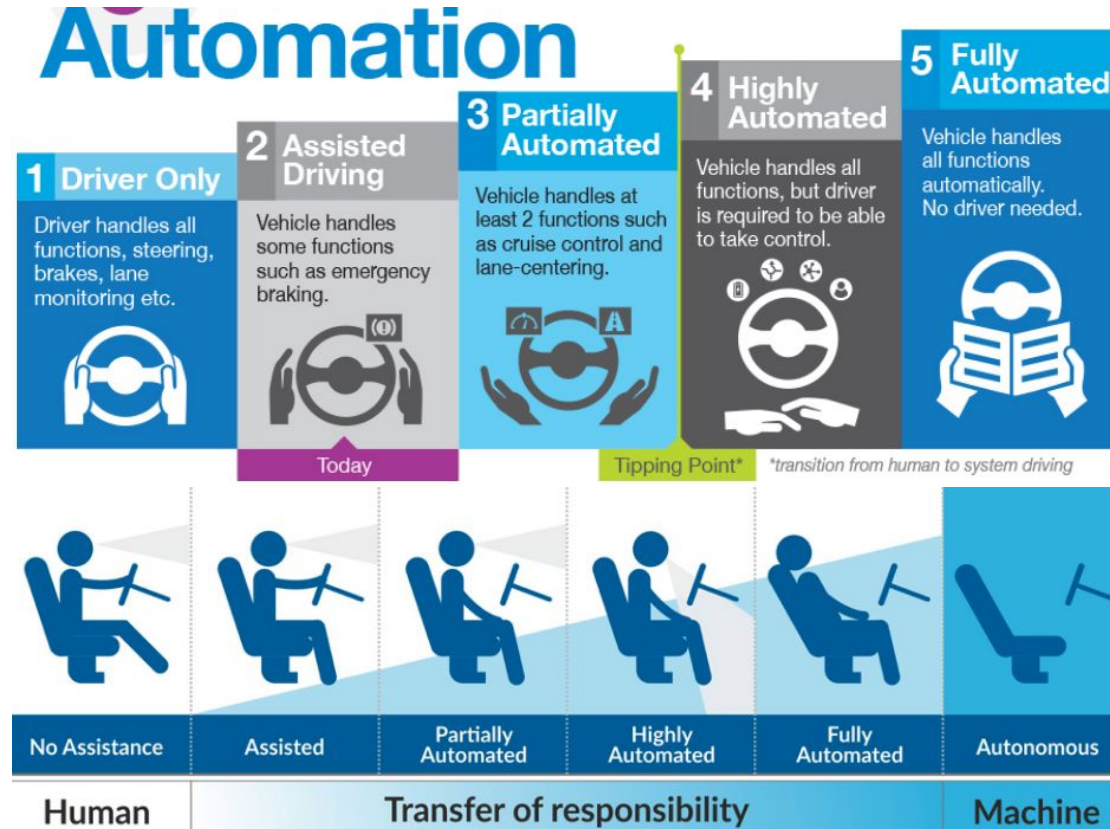 Automation
1 Driver Only
Driver handles all
functions, steering,
brakes, lane
monitoring etc.
2 Assisted
Driving
Vehicle handles
some functions
such as emergency
braking.
Today
3 Partially
Automated
Vehicle handles at
least 2 functions such
as cruise control and
lane-centering.
4 Highly
Automated
Vehicle handles all
functions, but driver
is required to be able
to take control.
5 Fully
Automated
Vehicle handles
all functions
automatically.
No driver needed.
Tipping Point*
*transition from human to system driving
No Assistance
Assisted
Partially
Automated
Highly
Automated
Fully
Automated
Autonomous
Human
Transfer of responsibility
Machine